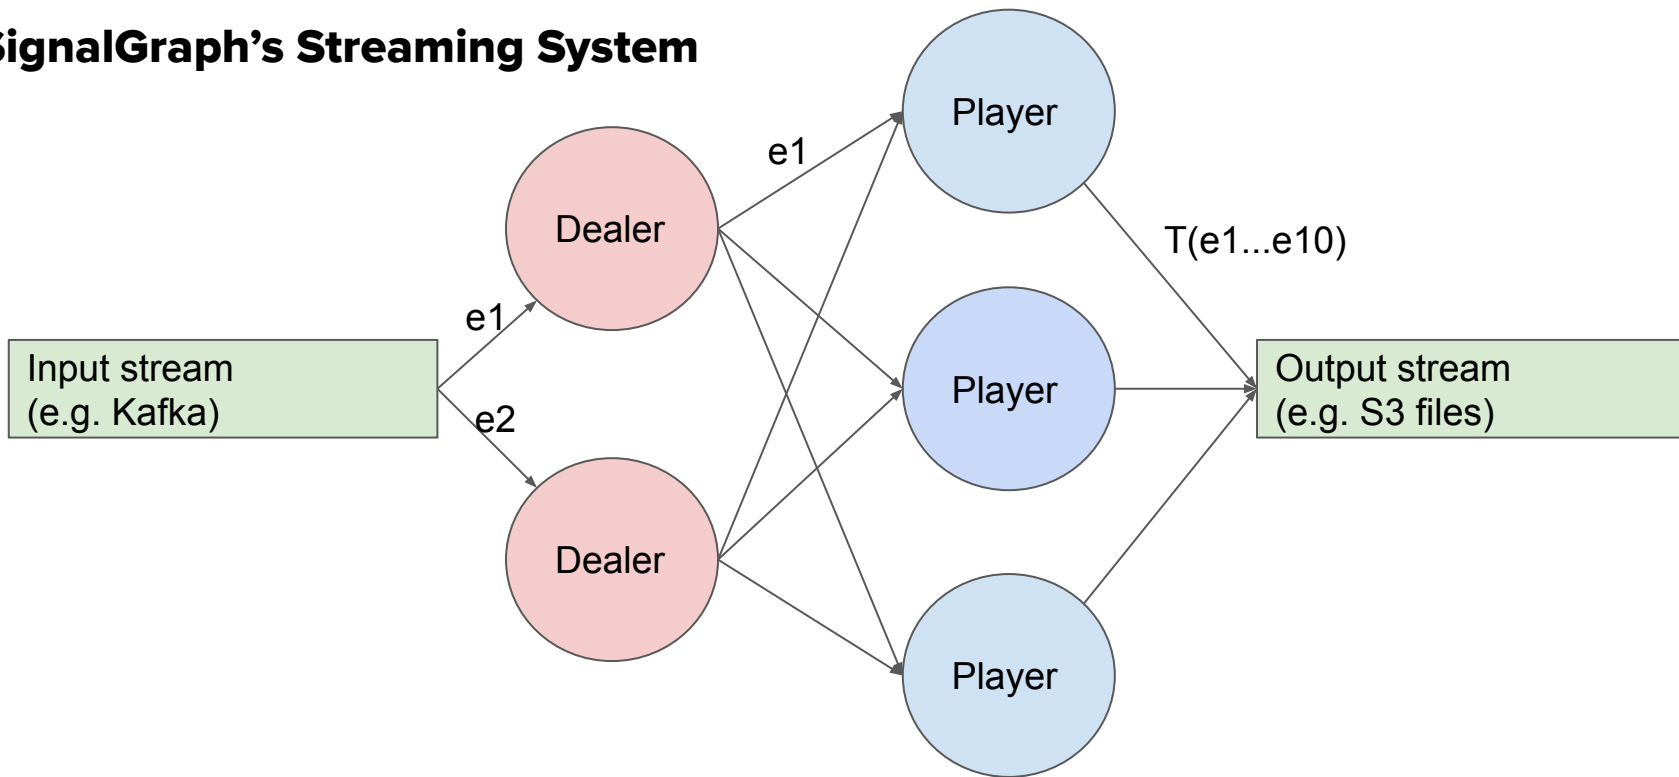 SignalGraph’s Streaming System
Player
e1
Dealer
T(e1...e10)
e1
Input stream
(e.g. Kafka)
Player
Output stream
(e.g. S3 files)
e2
Dealer
Player